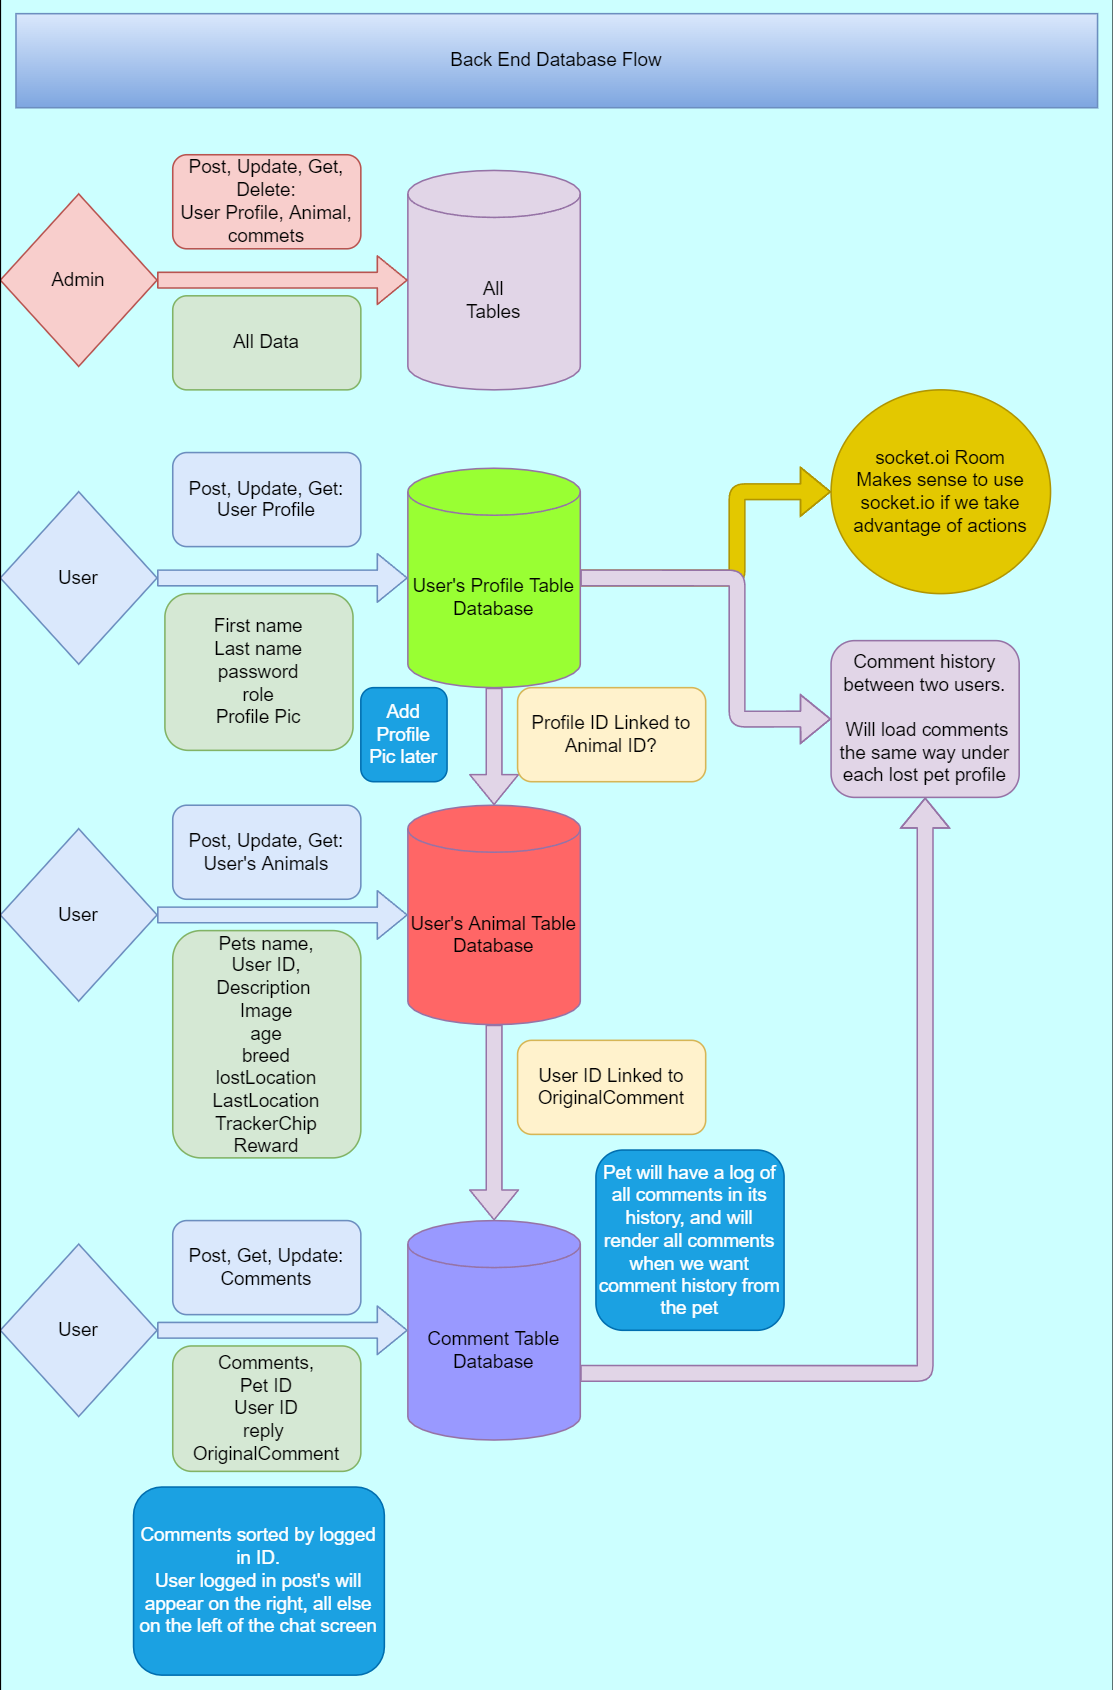 Back End Database Flow
Post, Update, Get,
Delete:
User Profile, Animal,
commets
Admin
All Data
All
Tables
socket.oi Room
Makes sense to use
socket.io if we take
advantage of actions
Post, Update, Get:
User Profile
User
First name
Last name
password
role
Profile Pic
User's Profile Table
Database
Add
Profile
Pic later
Profile ID Linked to
Animal ID?
Comment history
between two users.
Will load comments
the same way under
each lost pet profile
Post, Update, Get:
User's Animals
User
Pets name,
User ID,
Description
Image
age
breed
lostLocation
LastLocation
TrackerChip
Reward
User's Animal Table
Database
User ID Linked to
OriginalComment
Pet will have a log of
all comments in its
history, and will
render all comments
when we want
comment history from
the pet
Post, Get, Update:
Comments
User
Comments,
Pet ID
User ID
reply
OriginalComment
Comment Table
Database
Comments sorted by logged
in ID.
User logged in post's will
appear on the right, all else
on the left of the chat screen